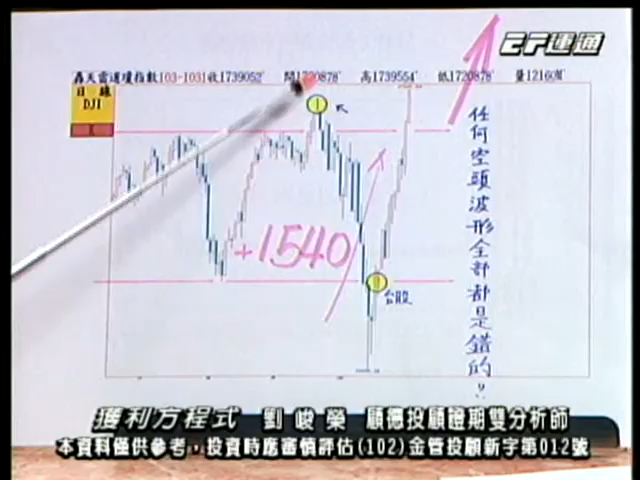 EF運通
轟天雷道瓊指數103-1031收1739052 開1720878 高1739554 低1720878 量12160M
日線
DJI
1
+1540
台股
任何空頭波形全部都是錯的?
獲利方程式 劉峻榮 顧德投顧證期雙分析師
本資料僅供參考,投資時應審慎評估(102)金管投顧新字第012號